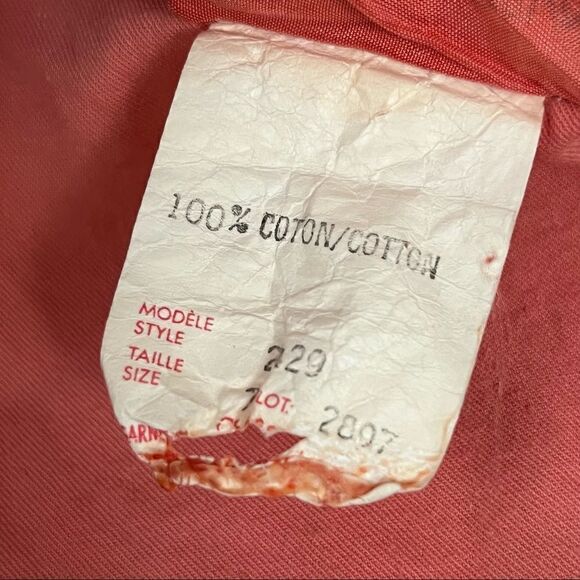 100% COTON/COTTON
MODÈLE
STYLE 229
TAILLE
SIZE 7 LOT: 2807